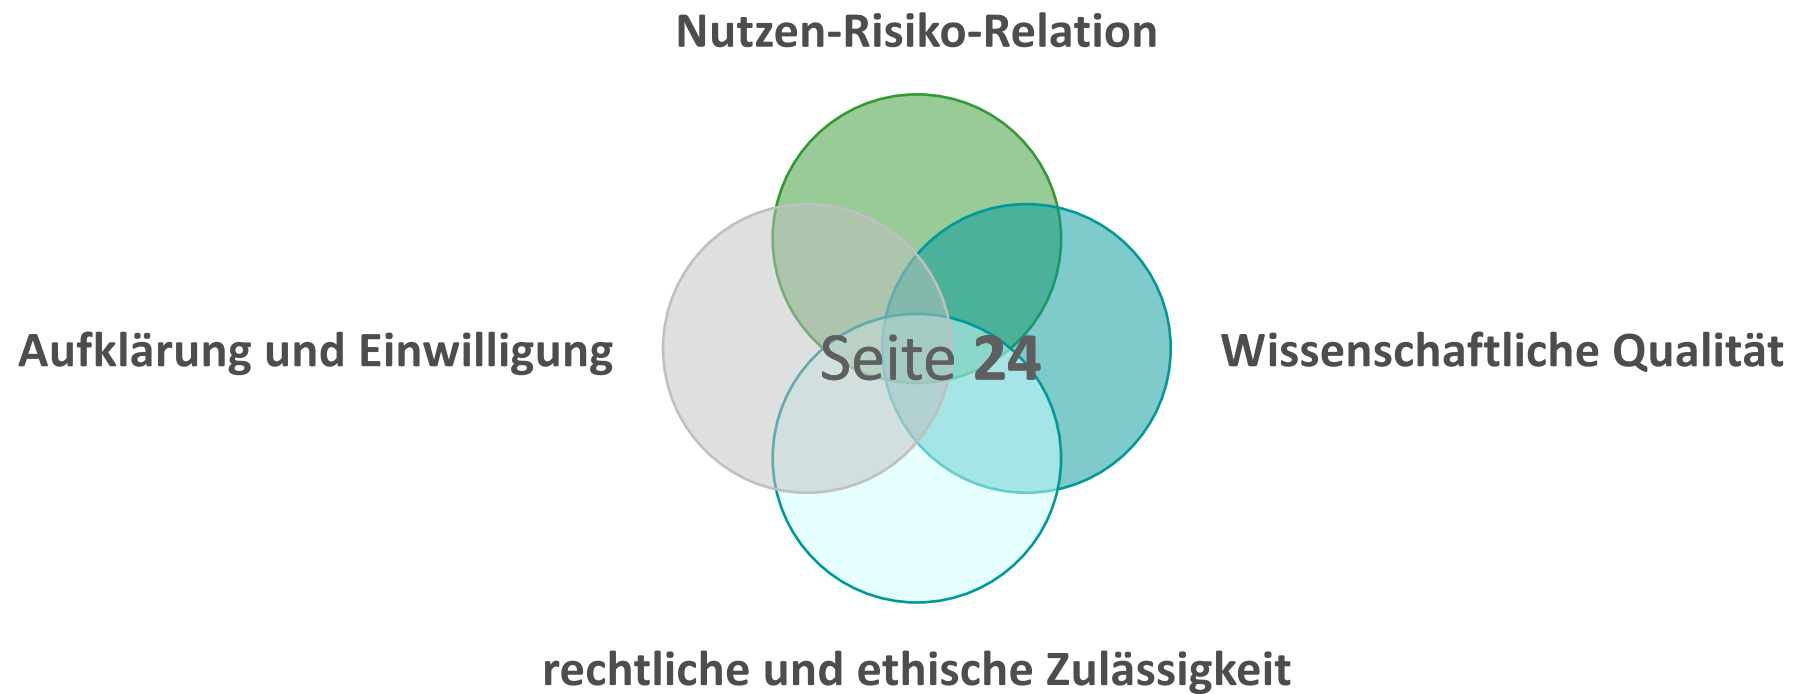 Nutzen-Risiko-Relation
Aufklärung und Einwilligung
Seite 24
Wissenschaftliche Qualität
rechtliche und ethische Zulässigkeit